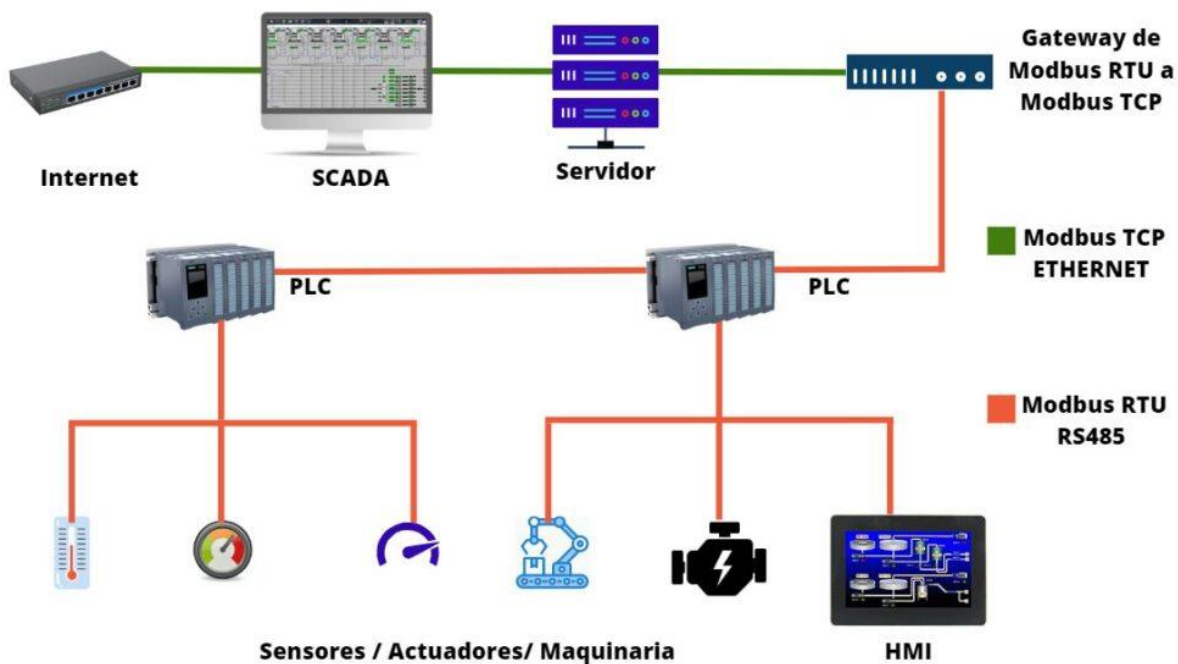 Gateway de
Modbus RTU a
Modbus TCP
Internet
SCADA
Servidor
Modbus TCP
ETHERNET
PLC
PLC
Modbus RTU
RS485
Sensores / Actuadores/ Maquinaria
HMI